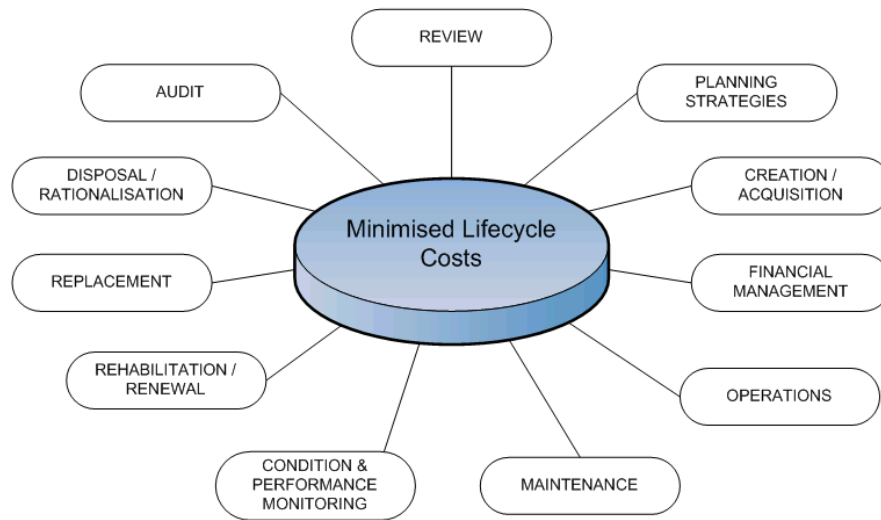 REVIEW
AUDIT
PLANNING
STRATEGIES
DISPOSAL /
RATIONALISATION
CREATION /
ACQUISITION
Minimised Lifecycle
Costs
REPLACEMENT
FINANCIAL
MANAGEMENT
REHABILITATION /
RENEWAL
OPERATIONS
CONDITION &
PERFORMANCE
MONITORING
MAINTENANCE